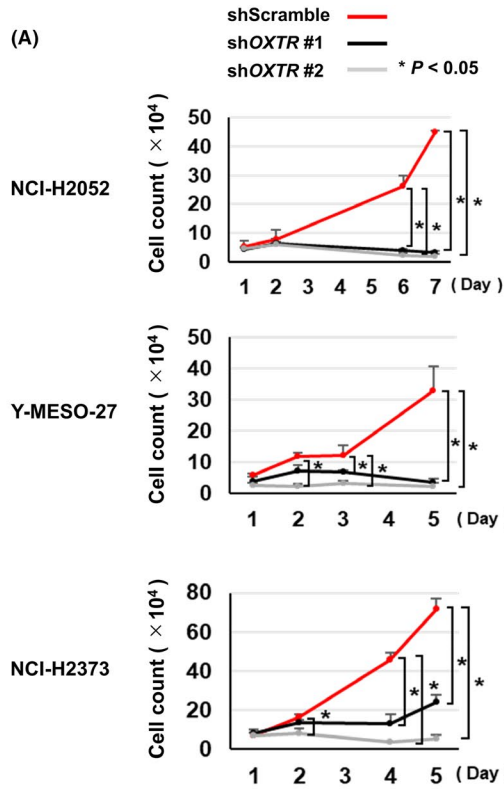 (A)
shScramble
shOXTR #1
shOXTR #2
* P < 0.05
NCI-H2052
Cell count ( ×10⁴)
50
40
30
20
10
0
* * * *
1 2 3 4 5 6 7 ( Day )
Y-MESO-27
Cell count ( ×10⁴)
50
40
30
20
10
0
* * * * *
1 2 3 4 5 ( Day
NCI-H2373
Cell count ( ×10⁴)
80
60
40
20
0
* * * * *
1 2 3 4 5 ( Day